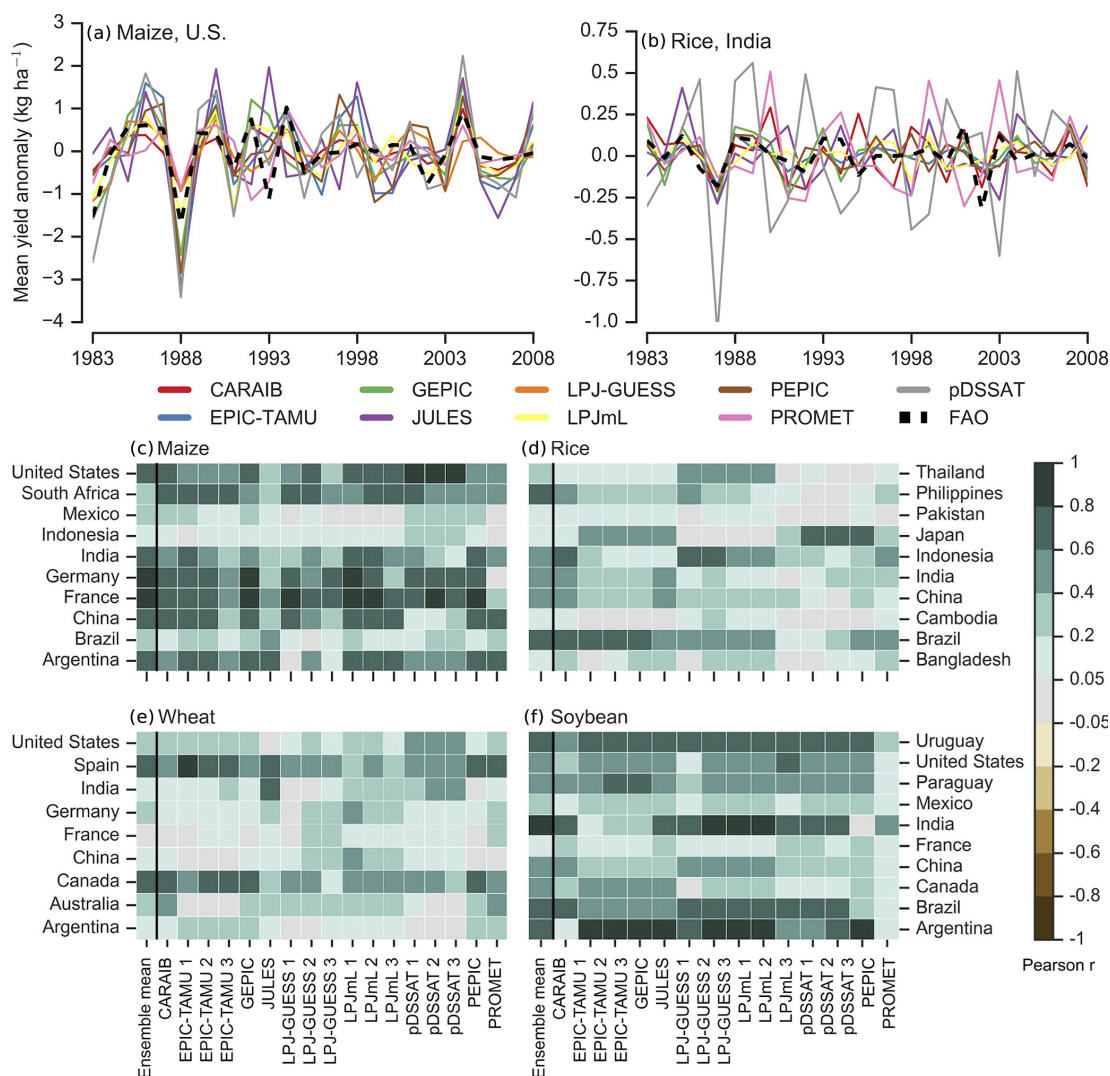 (a) Maize, U.S.
(b) Rice, India
Mean yield anomaly (kg ha⁻¹)
3
2
1
0
−1
−2
−3
−4
0.75
0.50
0.25
0.0
-0.25
-0.5
-0.75
-1.0
1983 1988 1993 1998 2003 2008
1983 1988 1993 1998 2003 2008
CARAIB GEPIC LPJ-GUESS PEPIC pDSSAT
EPIC-TAMU JULES LPJmL PROMET FAO
(c) Maize
United States
South Africa
Mexico
Indonesia
India
Germany
France
China
Brazil
Argentina
(d) Rice
Thailand
Philippines
Pakistan
Japan
Indonesia
India
China
Cambodia
Brazil
Bangladesh
(e) Wheat
United States
Spain
India
Germany
France
China
Canada
Australia
Argentina
(f) Soybean
Uruguay
United States
Paraguay
Mexico
India
France
China
Canada
Brazil
Argentina
Ensemble mean
CARAIB
EPIC-TAMU 1
EPIC-TAMU 2
EPIC-TAMU 3
GEPIC
JULES
LPJ-GUESS 1
LPJ-GUESS 2
LPJ-GUESS 3
LPJmL 1
LPJmL 2
LPJmL 3
pDSSAT 1
pDSSAT 2
pDSSAT 3
PEPIC
PROMET
Ensemble mean
CARAIB
EPIC-TAMU 1
EPIC-TAMU 2
EPIC-TAMU 3
GEPIC
JULES
LPJ-GUESS 1
LPJ-GUESS 2
LPJ-GUESS 3
LPJmL 1
LPJmL 2
LPJmL 3
pDSSAT 1
pDSSAT 2
pDSSAT 3
PEPIC
PROMET
1
0.8
0.6
0.4
0.2
0.05
-0.05
-0.2
-0.4
-0.6
-0.8
-1
Pearson r